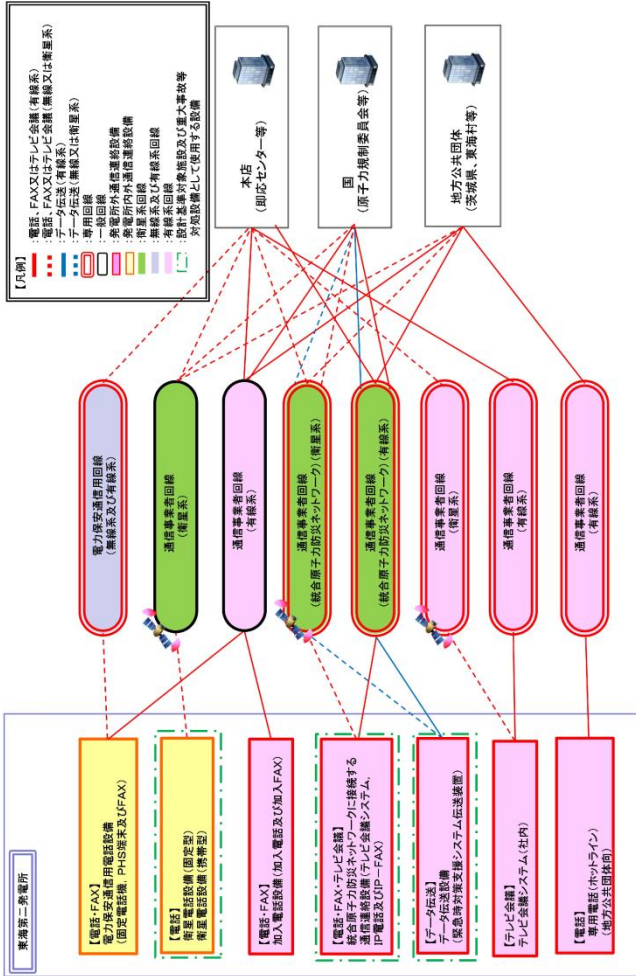 東海第二発電所
【電話・FAX】
電力保安通信用電話設備
(固定電話機，PHS端末及びFAX)
【電話】
衛星電話設備(固定型)
衛星電話設備(携帯型)
【電話・FAX】
加入電話設備(加入電話及び加入FAX)
【電話・FAX・テレビ会議】
統合原子力防災ネットワークに接続する
通信連絡設備(テレビ会議システム，
IP電話及びIP－FAX)
【データ伝送】
データ伝送設備
(緊急時対策支援システム伝送装置)
【テレビ会議】
テレビ会議システム(社内)
【電話】
専用電話(ホットライン)
(地方公共団体向)
電力保安通信用回線
(無線系及び有線系)
通信事業者回線
(衛星系)
通信事業者回線
(有線系)
通信事業者回線
(統合原子力防災ネットワーク)(衛星系)
通信事業者回線
(統合原子力防災ネットワーク)(有線系)
通信事業者回線
(衛星系)
通信事業者回線
(有線系)
通信事業者回線
(有線系)
【凡例】
:電話、FAX又はテレビ会議(有線系)
:電話、FAX又はテレビ会議(無線又は衛星系)
:データ伝送(有線系)
:データ伝送(無線又は衛星系)
:専用回線
:一般回線
:発電所外通信連絡設備
:発電所内外通信連絡設備
:衛星系回線
:無線系及び有線系回線
:有線系回線
:設計基準対象施設及び重大事故等
対処設備として使用する設備
本店
(即応センター等)
国
(原子力規制委員会等)
地方公共団体
(茨城県、東海村等)